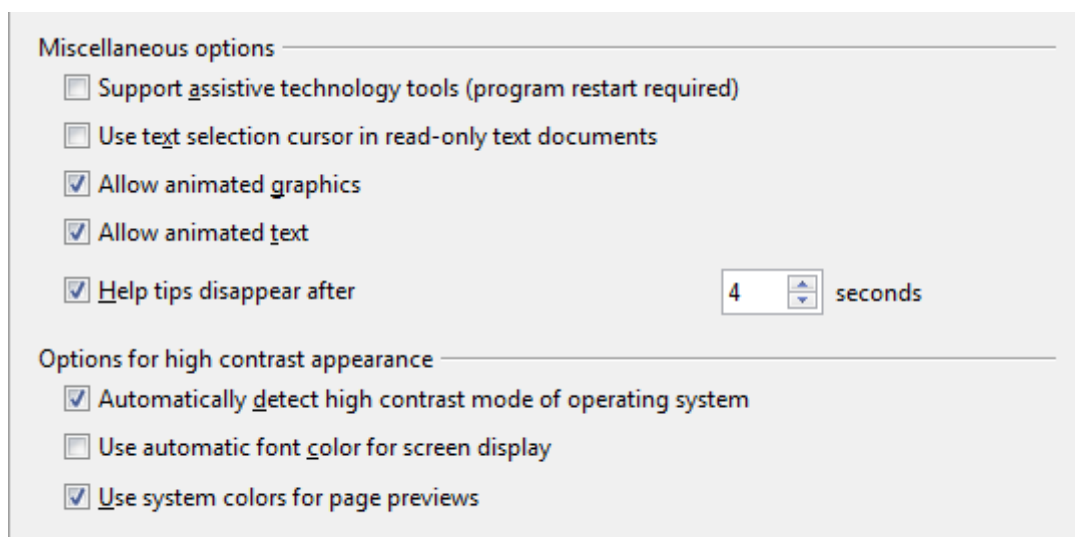 Miscellaneous options
Support assistive technology tools (program restart required)
Use text selection cursor in read-only text documents
Allow animated graphics
Allow animated text
Help tips disappear after 4 seconds
Options for high contrast appearance
Automatically detect high contrast mode of operating system
Use automatic font color for screen display
Use system colors for page previews